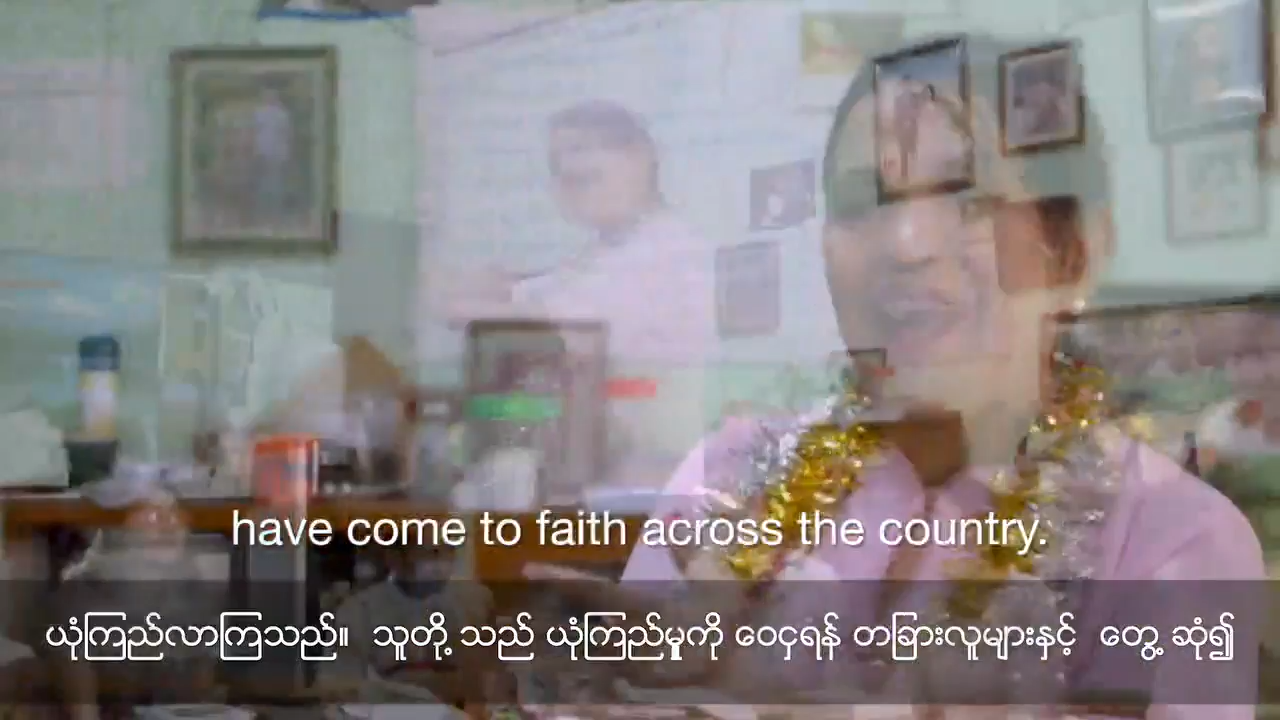 have come to faith across the country.
ယုံကြည်လာကြသည်။ သူတို့ သည် ယုံကြည်မှုကို ဝေငှရန် တခြားလူများနှင့် တွေ့ ဆုံ၍